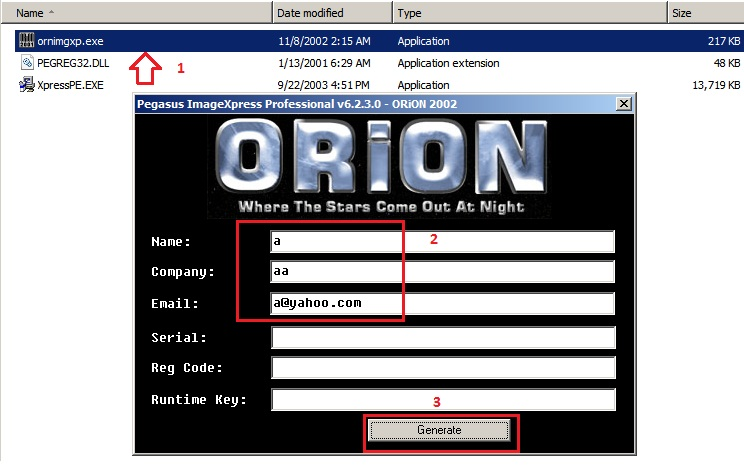 Name Date modified Type Size
ornimgxp.exe 11/8/2002 2:15 AM Application 217 KB
PEGREG32.DLL 1/13/2001 6:29 AM Application extension 48 KB
XpressPE.EXE 9/22/2003 4:51 PM Application 13,719 KB
1
Pegasus ImageXpress Professional v6.2.3.0 - ORiON 2002
ORiON
Where The Stars Come Out At Night
Name: a 2
Company: aa
Email: a@yahoo.com
Serial:
Reg Code:
Runtime Key: 3
Generate